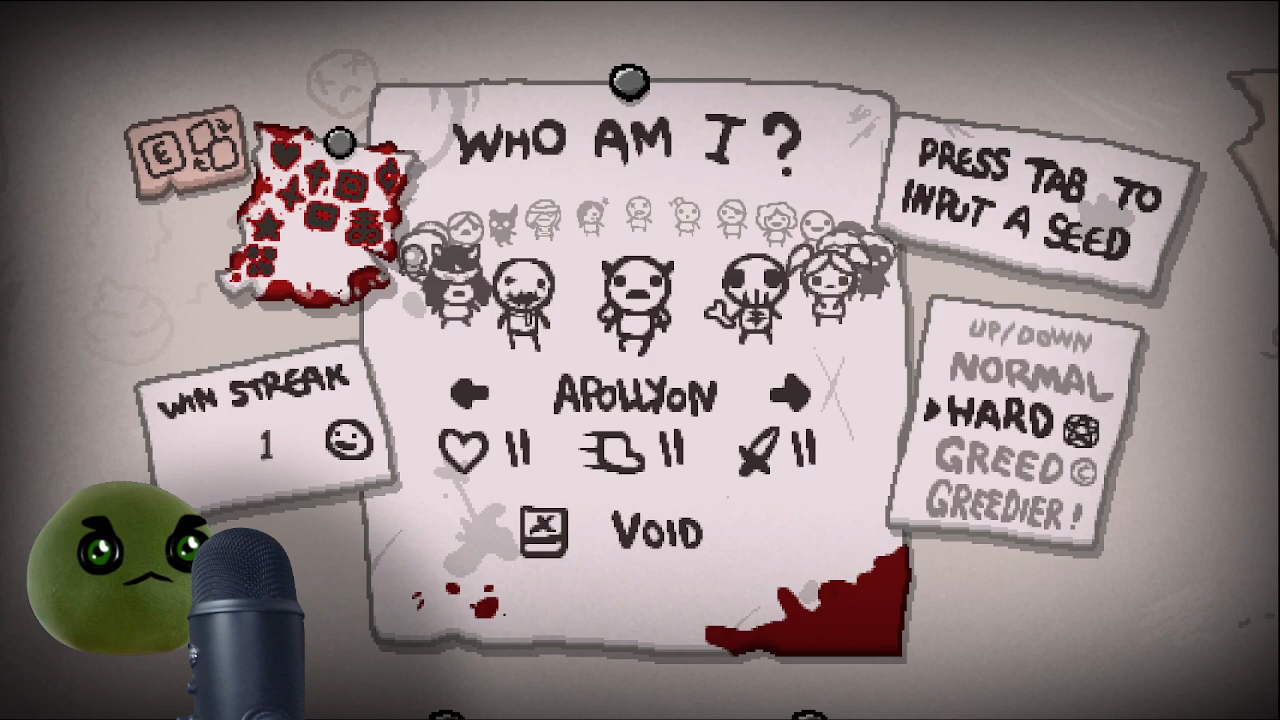 WHO AM I?
E
PRESS TAB TO
INPUT A SEED
WIN STREAK
1
UP/DOWN
NORMAL
HARD
GREED
GREEDIER!
APOLLYON
VOID